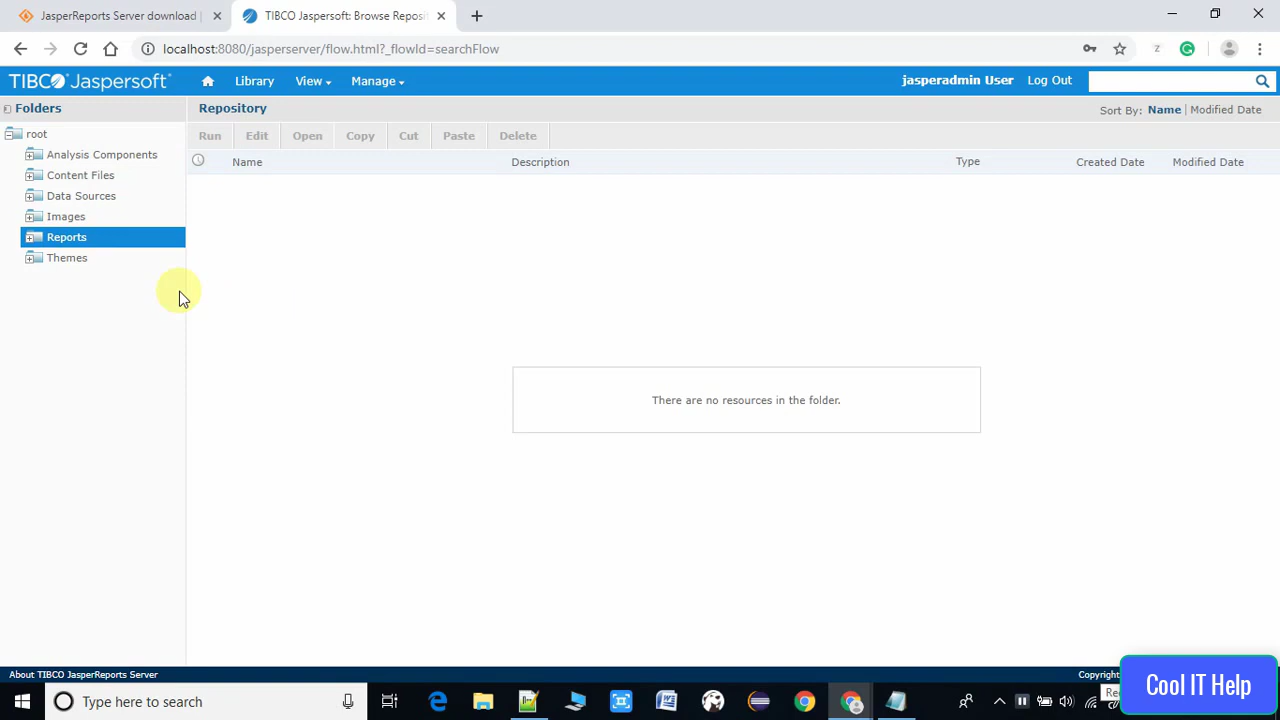 JasperReports Server download
TIBCO Jaspersoft: Browse Reposi
localhost:8080/jasperserver/flow.html?_flowId=searchFlow
TIBCO Jaspersoft
Library
View
Manage
jasperadmin User
Log Out
Folders
Repository
Sort By: Name | Modified Date
root
Analysis Components
Content Files
Data Sources
Images
Reports
Themes
Run
Edit
Open
Copy
Cut
Paste
Delete
Name
Description
Type
Created Date
Modified Date
There are no resources in the folder.
About TIBCO JasperReports Server
Copyright
Type here to search
Cool IT Help